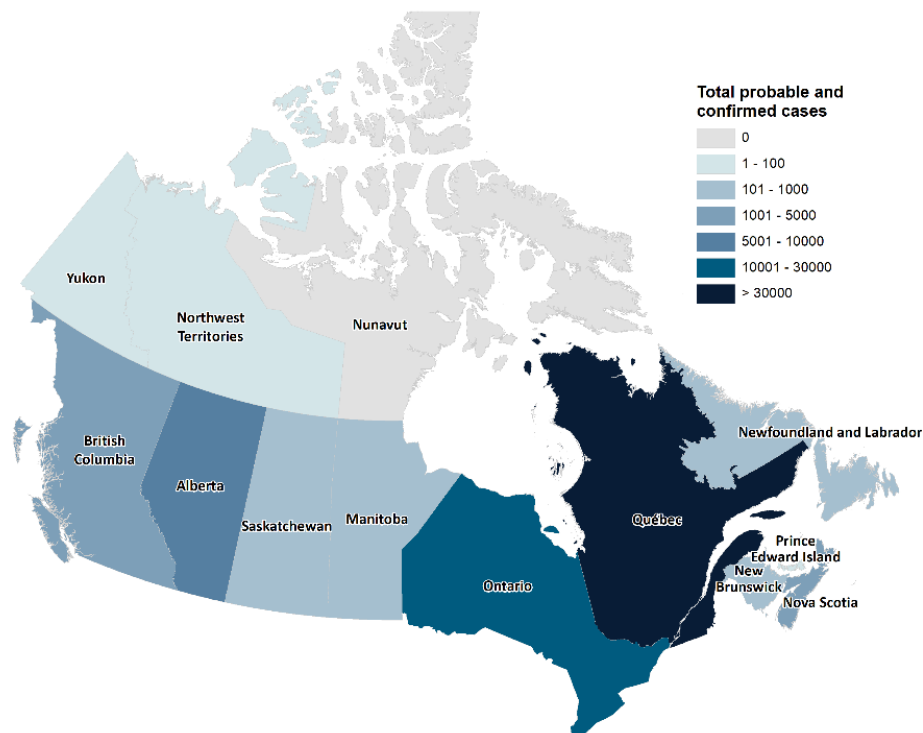 Total probable and
confirmed cases
0
1 - 100
101 - 1000
1001 - 5000
5001 - 10000
10001 - 30000
> 30000
Yukon
Northwest
Territories
Nunavut
British
Columbia
Alberta
Saskatchewan
Manitoba
Ontario
Québec
Newfoundland and Labrador
Prince
Edward Island
New
Brunswick
Nova Scotia